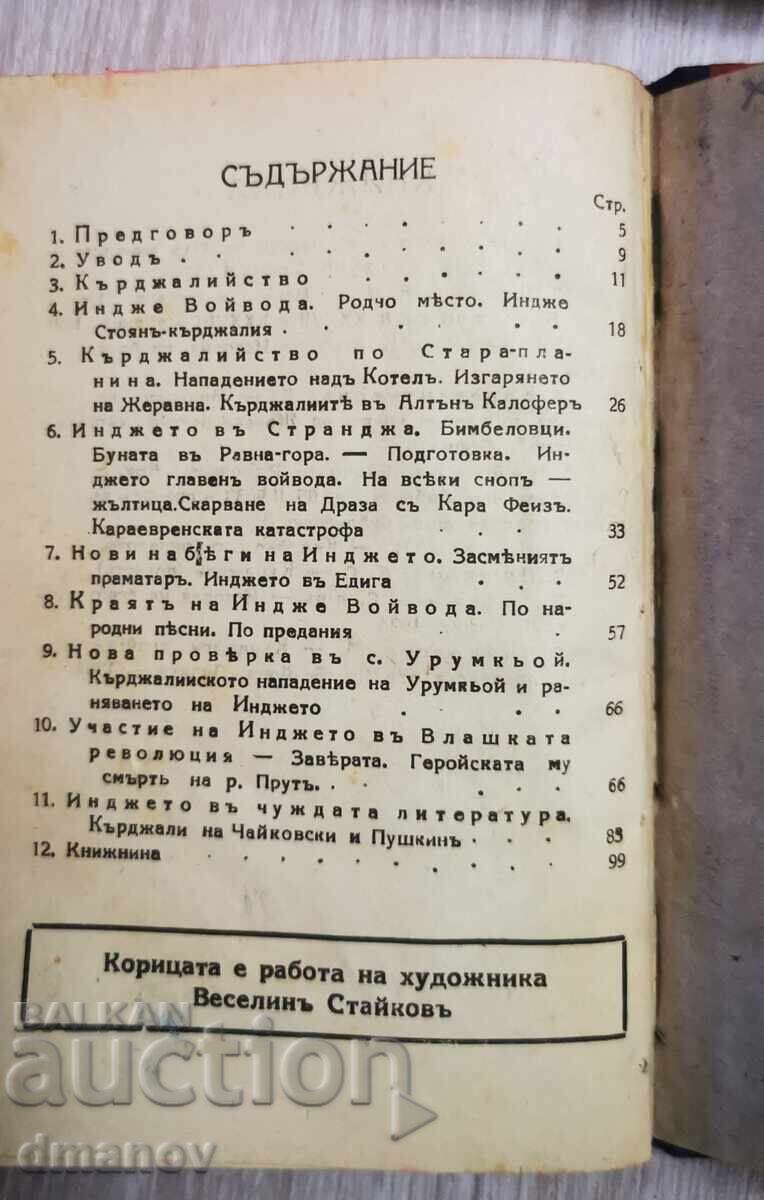 СЪДЪРЖАНИЕ
Стр.
1. Предговоръ . . . . . . 5
2. Уводъ . . . . . . . 9
3. Кърджалийство . . . . . . 11
4. Индже Войвода. Родно мѣсто. Индже
Стоянъ-кърджалия . . . . . . 18
5. Кърджалийство по Стара-пла-
нина. Нападението надъ Котелъ. Изгарянето
на Жеравна. Кърджалиитѣ въ Алтънъ Калоферъ 26
6. Инджето въ Странджа. Бимбеловци.
Буната въ Равна-гора. — Подготовка. Ин-
джето главенъ войвода. На всѣки снопъ —
жълтица.Скарване на Драза съ Кара Феизъ.
Караевренската катастрофа . . . 33
7. Нови набѣги на Инджето. Засмѣниятъ
праматаръ. Инджето въ Едига . . . 52
8. Краятъ на Индже Войвода. По на-
родни пѣсни. По предания . . 57
9. Нова провѣрка въ с. Урумкьой.
Кърджалииското нападение на Урумкьой и ра-
няването на Инджето . . . 66
10. Участие на Инджето въ Влашката
революция — Завѣрата. Геройската му
смърть на р. Прутъ. . . . . . 66
11. Инджето въ чуждата литература.
Кърджали на Чайковски и Пушкинъ . . . 83
12. Книжнина . . . . . . . . 99
Корицата е работа на художника
Веселинъ Стайковъ
BALKAN
auction
dmanov